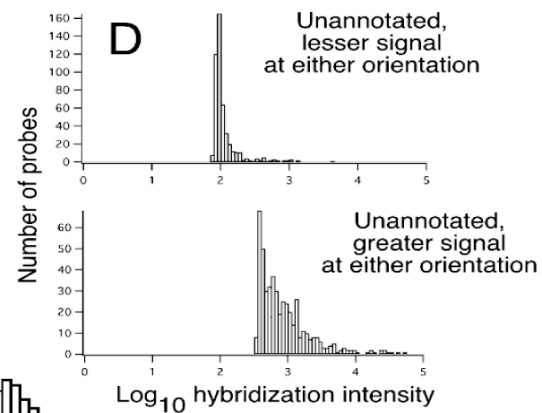 D
Unannotated,
lesser signal
at either orientation
160
140
120
100
80
60
40
20
0
0 1 2 3 4 5
Number of probes
Unannotated,
greater signal
at either orientation
60
50
40
30
20
10
0
0 1 2 3 4 5
Log10 hybridization intensity